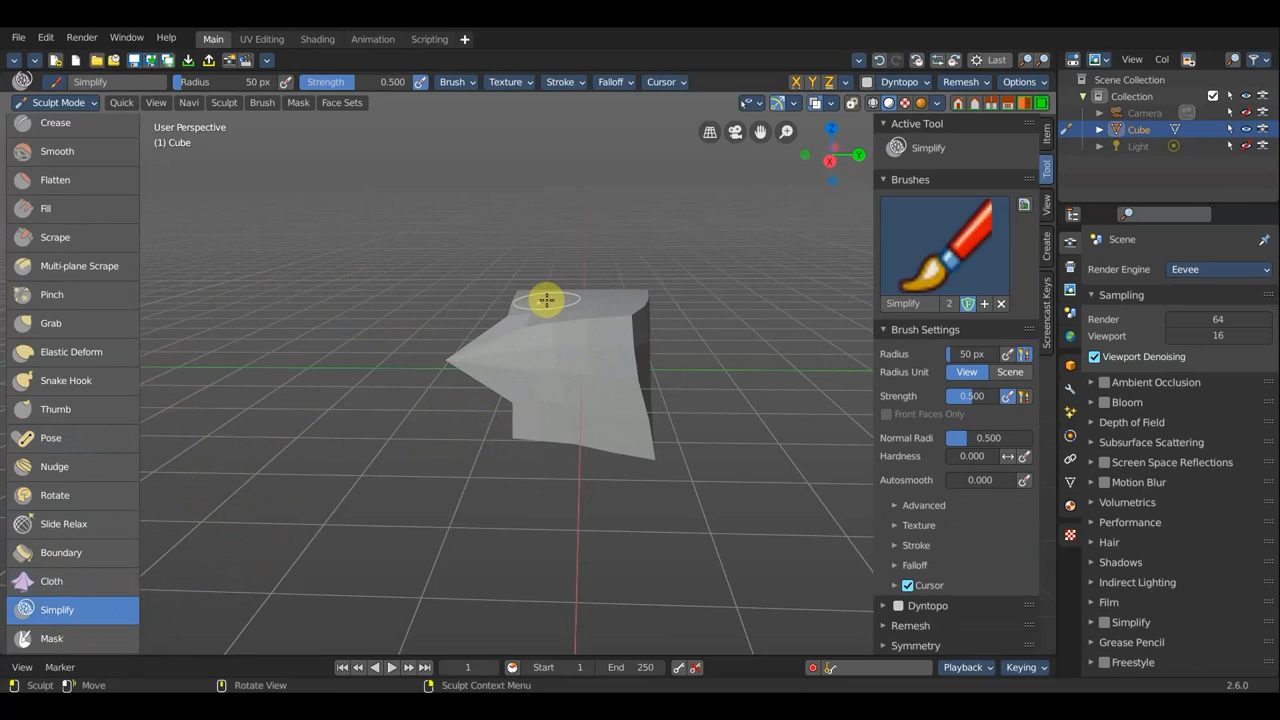 File Edit Render Window Help Main UV Editing Shading Animation Scripting
Last
Simplify Radius 50 px Strength 0.500 Brush Texture Stroke Falloff Cursor X Y Z Dyntopo Remesh Options
View Col
Scene Collection
Collection
Camera
Cube
Light
Sculpt Mode Quick View Navi Sculpt Brush Mask Face Sets
Crease
Smooth
Flatten
Fill
Scrape
Multi-plane Scrape
Pinch
Grab
Elastic Deform
Snake Hook
Thumb
Pose
Nudge
Rotate
Slide Relax
Boundary
Cloth
Simplify
Mask
User Perspective
(1) Cube
Z
Y
X
Active Tool
Simplify
Brushes
Simplify 2
Brush Settings
Radius 50 px
Radius Unit View Scene
Strength 0.500
Front Faces Only
Normal Radi 0.500
Hardness 0.000
Autosmooth 0.000
Advanced
Texture
Stroke
Falloff
Cursor
Dyntopo
Remesh
Symmetry
Item
Tool
View
Create
Screencast Keys
Scene
Render Engine Eevee
Sampling
Render 64
Viewport 16
Viewport Denoising
Ambient Occlusion
Bloom
Depth of Field
Subsurface Scattering
Screen Space Reflections
Motion Blur
Volumetrics
Performance
Hair
Shadows
Indirect Lighting
Film
Simplify
Grease Pencil
Freestyle
View Marker 1 Start 1 End 250 Playback Keying
Sculpt Move Rotate View Sculpt Context Menu 2.6.0